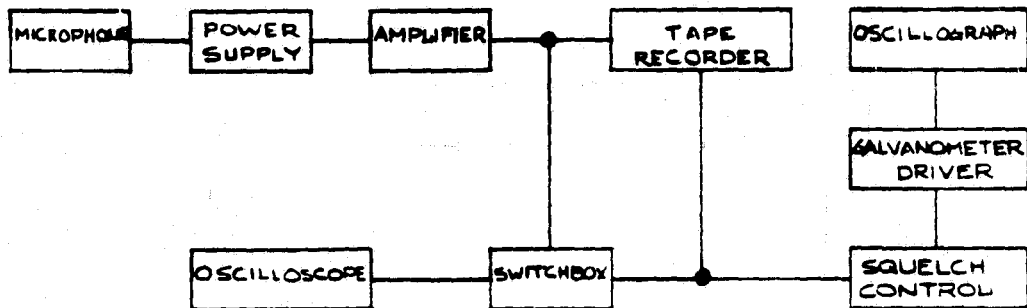 MICROPHONE
POWER
SUPPLY
AMPLIFIER
TAPE
RECORDER
OSCILLOGRAPH
GALVANOMETER
DRIVER
OSCILLOSCOPE
SWITCHBOX
SQUELCH
CONTROL